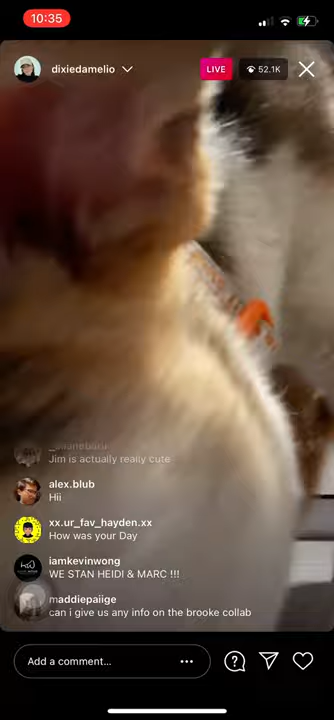 10:35
dixiedamelio
LIVE
52.1K
Jim is actually really cute
alex.blub
Hii
xx.ur_fav_hayden.xx
How was your Day
iamkevinwong
WE STAN HEIDI & MARC !!!
maddiepaiige
can i give us any info on the brooke collab
Add a comment...